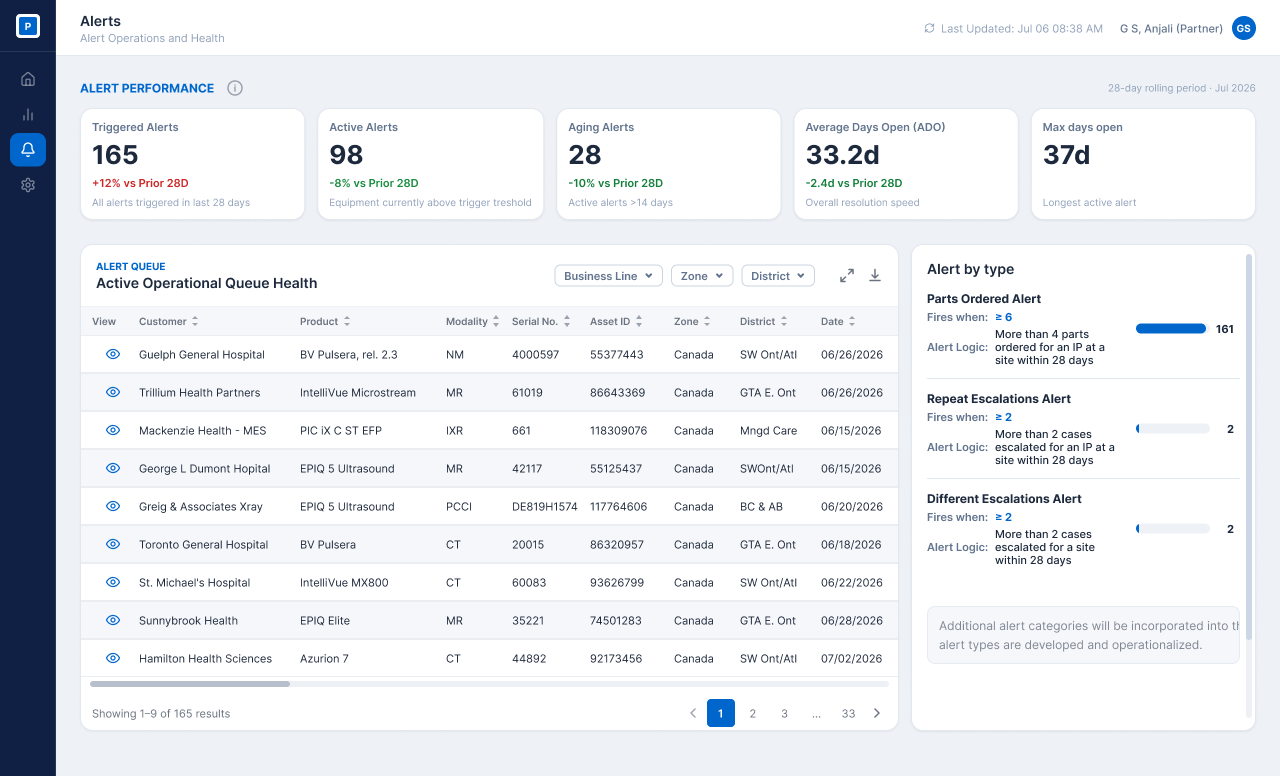 P
Alerts
Alert Operations and Health
Last Updated: Jul 06 08:38 AM
G S, Anjali (Partner)
GS
ALERT PERFORMANCE
i
28-day rolling period · Jul 2026
Triggered Alerts
165
+12% vs Prior 28D
All alerts triggered in last 28 days
Active Alerts
98
-8% vs Prior 28D
Equipment currently above trigger treshold
Aging Alerts
28
-10% vs Prior 28D
Active alerts >14 days
Average Days Open (ADO)
33.2d
-2.4d vs Prior 28D
Overall resolution speed
Max days open
37d
Longest active alert
ALERT QUEUE
Active Operational Queue Health
Business Line
Zone
District
View Customer Product Modality Serial No. Asset ID Zone District Date
Guelph General Hospital BV Pulsera, rel. 2.3 NM 4000597 55377443 Canada SW Ont/Atl 06/26/2026
Trillium Health Partners IntelliVue Microstream MR 61019 86643369 Canada GTA E. Ont 06/26/2026
Mackenzie Health - MES PIC iX C ST EFP IXR 661 118309076 Canada Mngd Care 06/15/2026
George L Dumont Hopital EPIQ 5 Ultrasound MR 42117 55125437 Canada SWOnt/Atl 06/15/2026
Greig & Associates Xray EPIQ 5 Ultrasound PCCI DE819H1574 117764606 Canada BC & AB 06/20/2026
Toronto General Hospital BV Pulsera CT 20015 86320957 Canada GTA E. Ont 06/18/2026
St. Michael's Hospital IntelliVue MX800 CT 60083 93626799 Canada SW Ont/Atl 06/22/2026
Sunnybrook Health EPIQ Elite MR 35221 74501283 Canada GTA E. Ont 06/28/2026
Hamilton Health Sciences Azurion 7 CT 44892 92173456 Canada SW Ont/Atl 07/02/2026
Showing 1–9 of 165 results
1 2 3 ... 33
Alert by type
Parts Ordered Alert
Fires when: ≥ 6
Alert Logic: More than 4 parts
ordered for an IP at a
site within 28 days
161
Repeat Escalations Alert
Fires when: ≥ 2
Alert Logic: More than 2 cases
escalated for an IP at a
site within 28 days
2
Different Escalations Alert
Fires when: ≥ 2
Alert Logic: More than 2 cases
escalated for a site
within 28 days
2
Additional alert categories will be incorporated into
alert types are developed and operationalized.